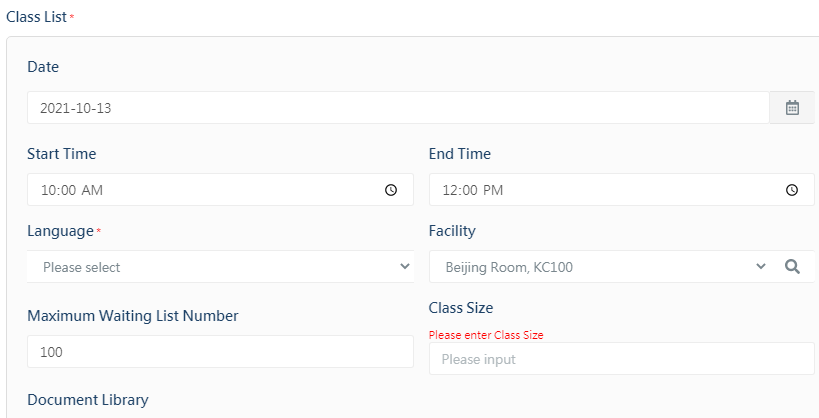 Class List *
Date
2021-10-13
Start Time
End Time
10:00 AM
12:00 PM
Language *
Facility
Please select
Beijing Room, KC100
Maximum Waiting List Number
Class Size
Please enter Class Size
100
Please input
Document Library